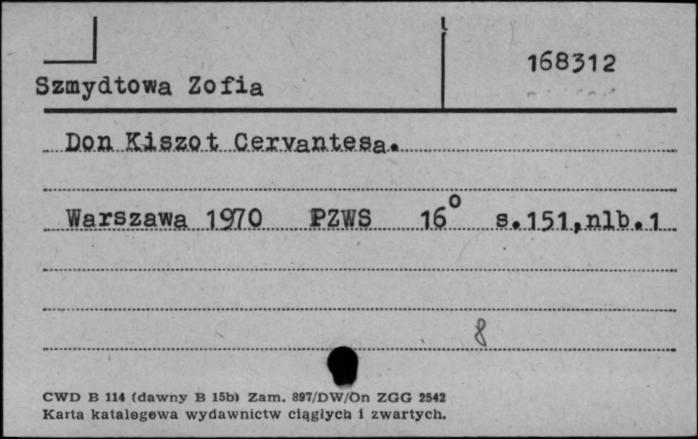 168312
Szmydtowa Zofia
Don Kiszot Cervantesa.
Warszawa 1970 PZWS 16° s.151,nlb.1
8
CWD B 114 (dawny B 15b) Zam. 897/DW/On ZGG 2542
Karta katalogowa wydawnictw ciągłych i zwartych.